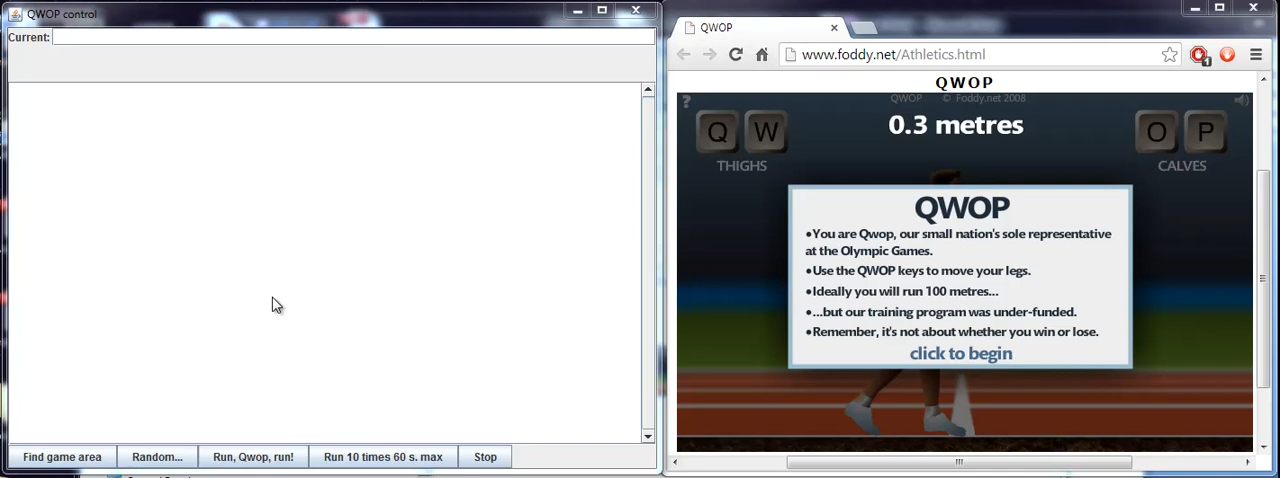 QWOP control
Current:
Find game area
Random...
Run, Qwop, run!
Run 10 times 60 s. max
Stop
QWOP
www.foddy.net/Athletics.html
1
QWOP
?
QWOP © Foddy.net 2008
Q W
0.3 metres
O P
THIGHS
CALVES
QWOP
•You are Qwop, our small nation's sole representative
at the Olympic Games.
•Use the QWOP keys to move your legs.
•Ideally you will run 100 metres...
•...but our training program was under-funded.
•Remember, it's not about whether you win or lose.
click to begin